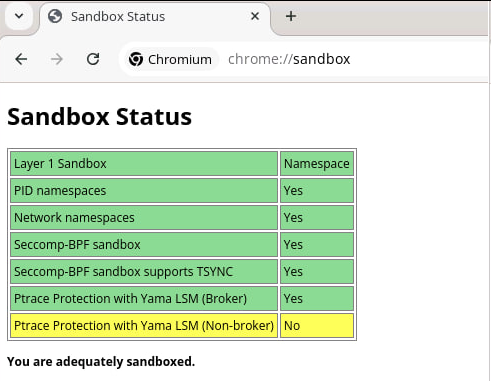 Sandbox Status
Chromium chrome://sandbox
Sandbox Status
Layer 1 Sandbox Namespace
PID namespaces Yes
Network namespaces Yes
Seccomp-BPF sandbox Yes
Seccomp-BPF sandbox supports TSYNC Yes
Ptrace Protection with Yama LSM (Broker) Yes
Ptrace Protection with Yama LSM (Non-broker) No
You are adequately sandboxed.